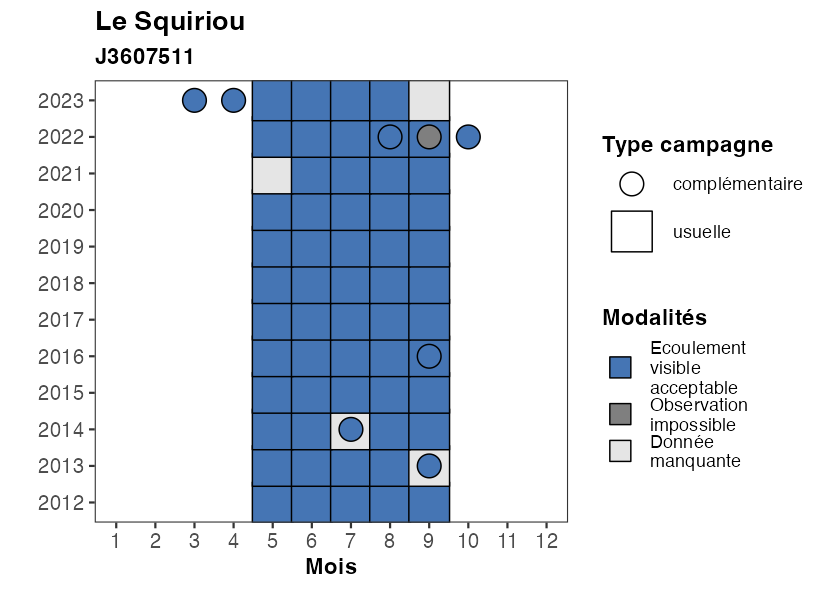 Le Squiriou
J3607511
2023
2022
2021
2020
2019
2018
2017
2016
2015
2014
2013
2012
1 2 3 4 5 6 7 8 9 10 11 12
Mois
Type campagne
complémentaire
usuelle
Modalités
Ecoulement
visible
acceptable
Observation
impossible
Donnée
manquante